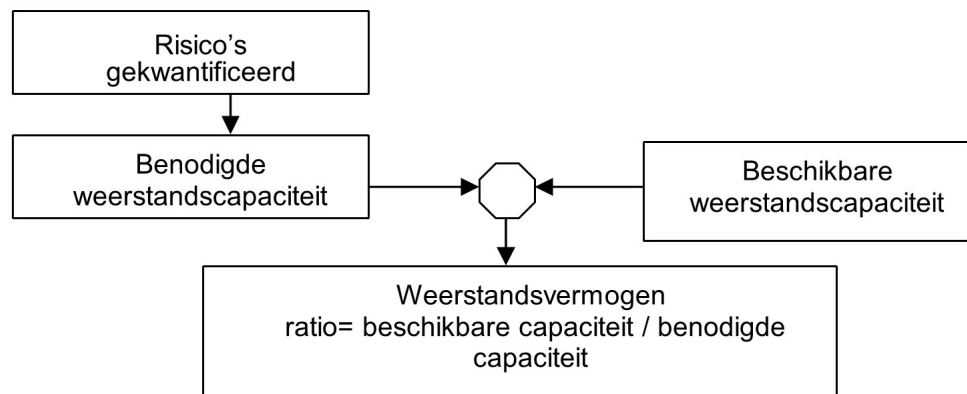 Risico’s
gekwantificeerd
Benodigde
weerstandscapaciteit
Beschikbare
weerstandscapaciteit
Weerstandsvermogen
ratio= beschikbare capaciteit / benodigde
capaciteit